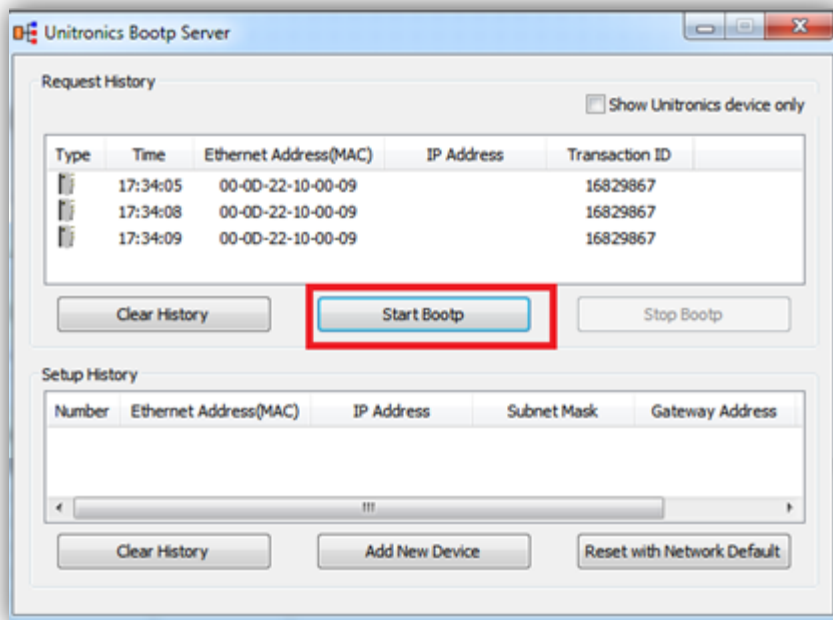 Unitronics Bootp Server
Request History
Show Unitronics device only
Type Time Ethernet Address(MAC) IP Address Transaction ID
17:34:05 00-0D-22-10-00-09 16829867
17:34:08 00-0D-22-10-00-09 16829867
17:34:09 00-0D-22-10-00-09 16829867
Clear History Start Bootp Stop Bootp
Setup History
Number Ethernet Address(MAC) IP Address Subnet Mask Gateway Address
Clear History Add New Device Reset with Network Default